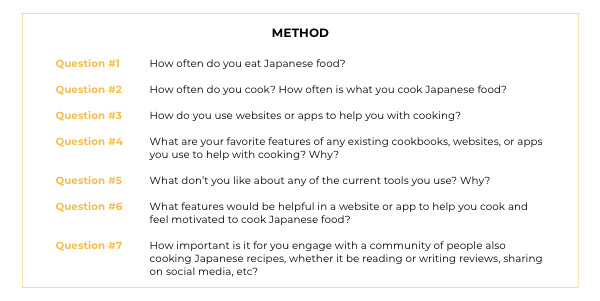 METHOD
Question #1 How often do you eat Japanese food?
Question #2 How often do you cook? How often is what you cook Japanese food?
Question #3 How do you use websites or apps to help you with cooking?
Question #4 What are your favorite features of any existing cookbooks, websites, or apps
you use to help with cooking? Why?
Question #5 What don't you like about any of the current tools you use? Why?
Question #6 What features would be helpful in a website or app to help you cook and
feel motivated to cook Japanese food?
Question #7 How important is it for you engage with a community of people also
cooking Japanese recipes, whether it be reading or writing reviews, sharing
on social media, etc?